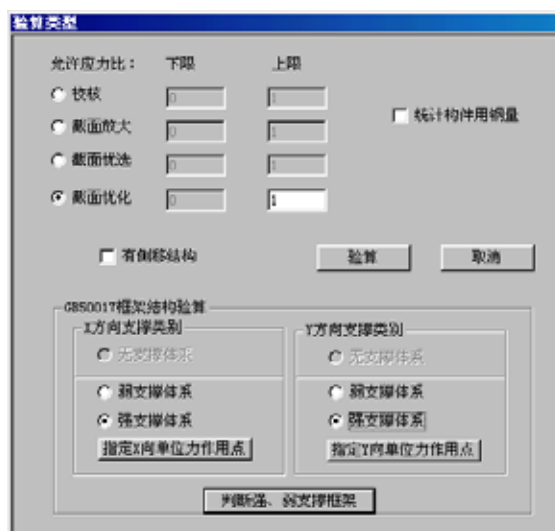 验算类型
允许应力比： 下限 上限
校核 0 1
截面放大 0 1
统计构件用钢量
截面优选 0 1
截面优化 0 1
有侧移结构 验算 取消
GB50017框架结构验算
X方向支撑类别 Y方向支撑类别
无支撑体系 无支撑体系
弱支撑体系 弱支撑体系
强支撑体系 强支撑体系
指定X向单位力作用点 指定Y向单位力作用点
判断强、弱支撑框架